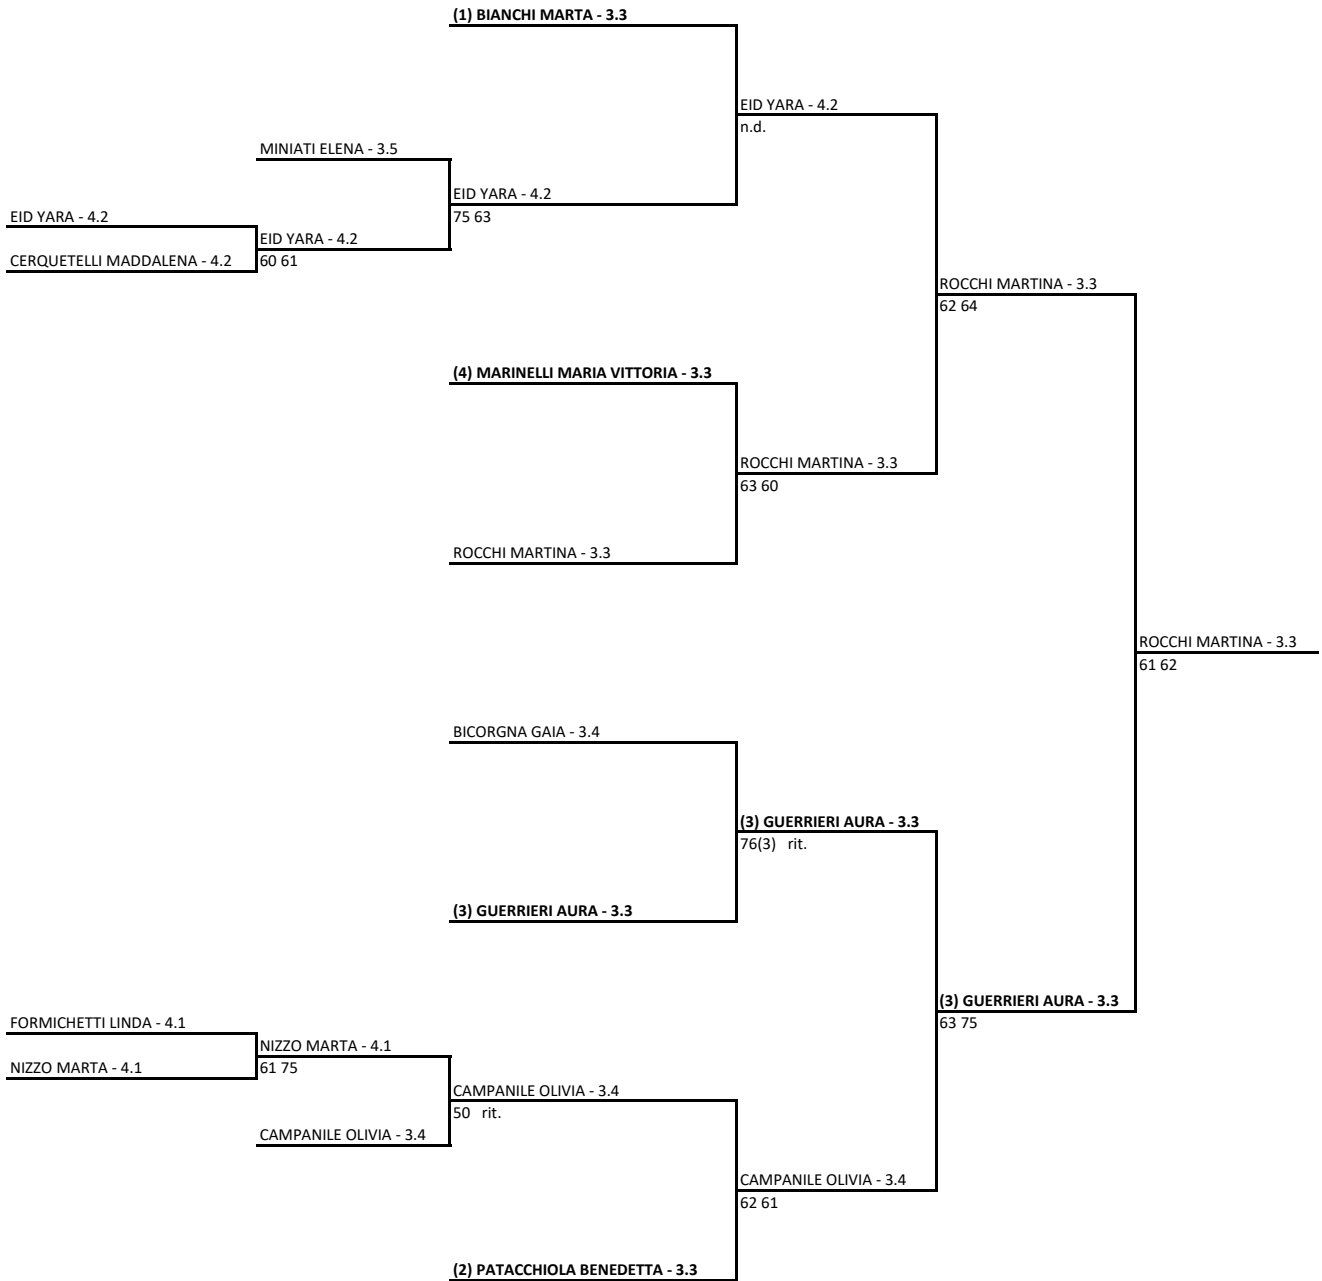 (1) BIANCHI MARTA - 3.3
EID YARA - 4.2
n.d.
MINIATI ELENA - 3.5
EID YARA - 4.2
75 63
EID YARA - 4.2
EID YARA - 4.2
CERQUETELLI MADDALENA - 4.2
60 61
ROCCHI MARTINA - 3.3
62 64
(4) MARINELLI MARIA VITTORIA - 3.3
ROCCHI MARTINA - 3.3
63 60
ROCCHI MARTINA - 3.3
ROCCHI MARTINA - 3.3
61 62
BICORGNA GAIA - 3.4
(3) GUERRIERI AURA - 3.3
76(3) rit.
(3) GUERRIERI AURA - 3.3
(3) GUERRIERI AURA - 3.3
63 75
FORMICHETTI LINDA - 4.1
NIZZO MARTA - 4.1
NIZZO MARTA - 4.1
61 75
CAMPANILE OLIVIA - 3.4
50 rit.
CAMPANILE OLIVIA - 3.4
CAMPANILE OLIVIA - 3.4
62 61
(2) PATACCHIOLA BENEDETTA - 3.3